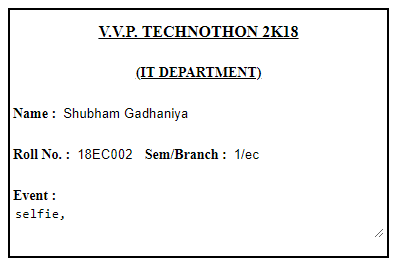 V.V.P. TECHNOTHON 2K18
(IT DEPARTMENT)
Name : Shubham Gadhaniya
Roll No. : 18EC002 Sem/Branch : 1/ec
Event :
selfie,